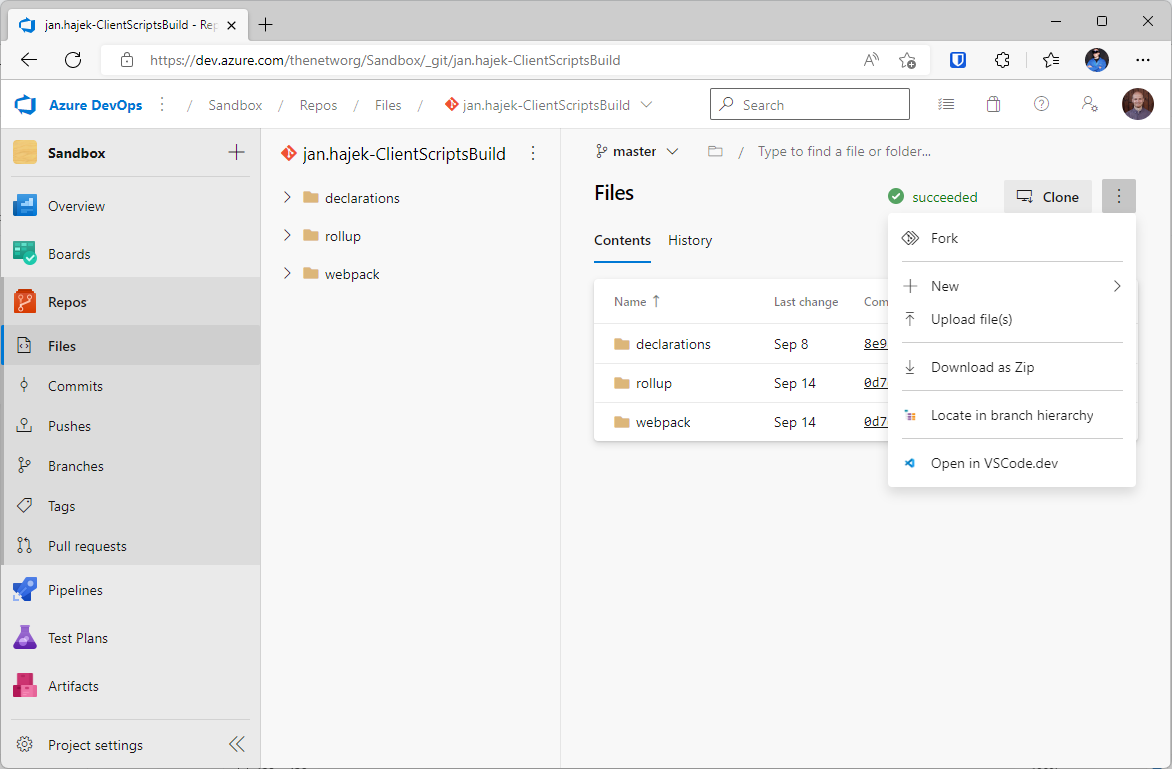 jan.hajek-ClientScriptsBuild - Rep
https://dev.azure.com/thenetworg/Sandbox/_git/jan.hajek-ClientScriptsBuild
Azure DevOps / Sandbox / Repos / Files / jan.hajek-ClientScriptsBuild
Search
Sandbox
Overview
Boards
Repos
Files
Commits
Pushes
Branches
Tags
Pull requests
Pipelines
Test Plans
Artifacts
Project settings
jan.hajek-ClientScriptsBuild
declarations
rollup
webpack
master / Type to find a file or folder...
Files
succeeded
Clone
Contents History
Name ↑ Last change Com
declarations Sep 8 8e9
rollup Sep 14 0d7
webpack Sep 14 0d7
Fork
New
Upload file(s)
Download as Zip
Locate in branch hierarchy
Open in VSCode.dev